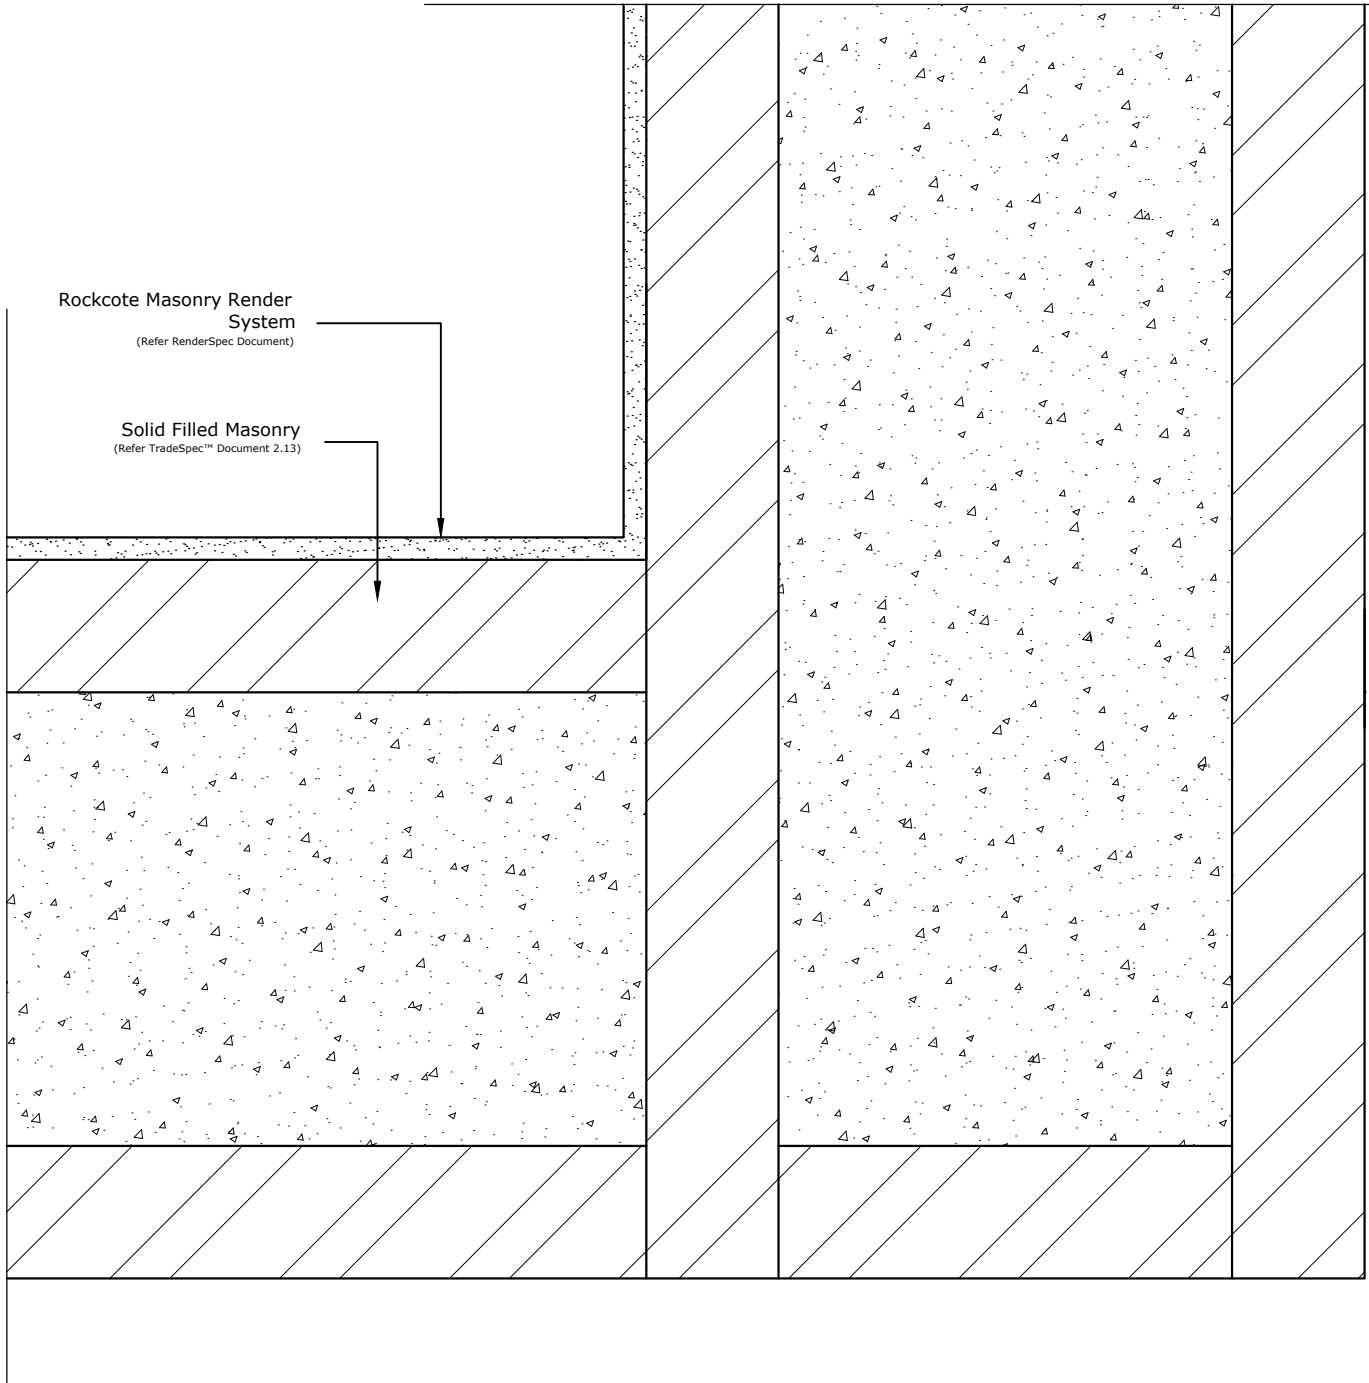 Rockcote Masonry Render
System
(Refer RenderSpec Document)
Solid Filled Masonry
(Refer TradeSpec™ Document 2.13)